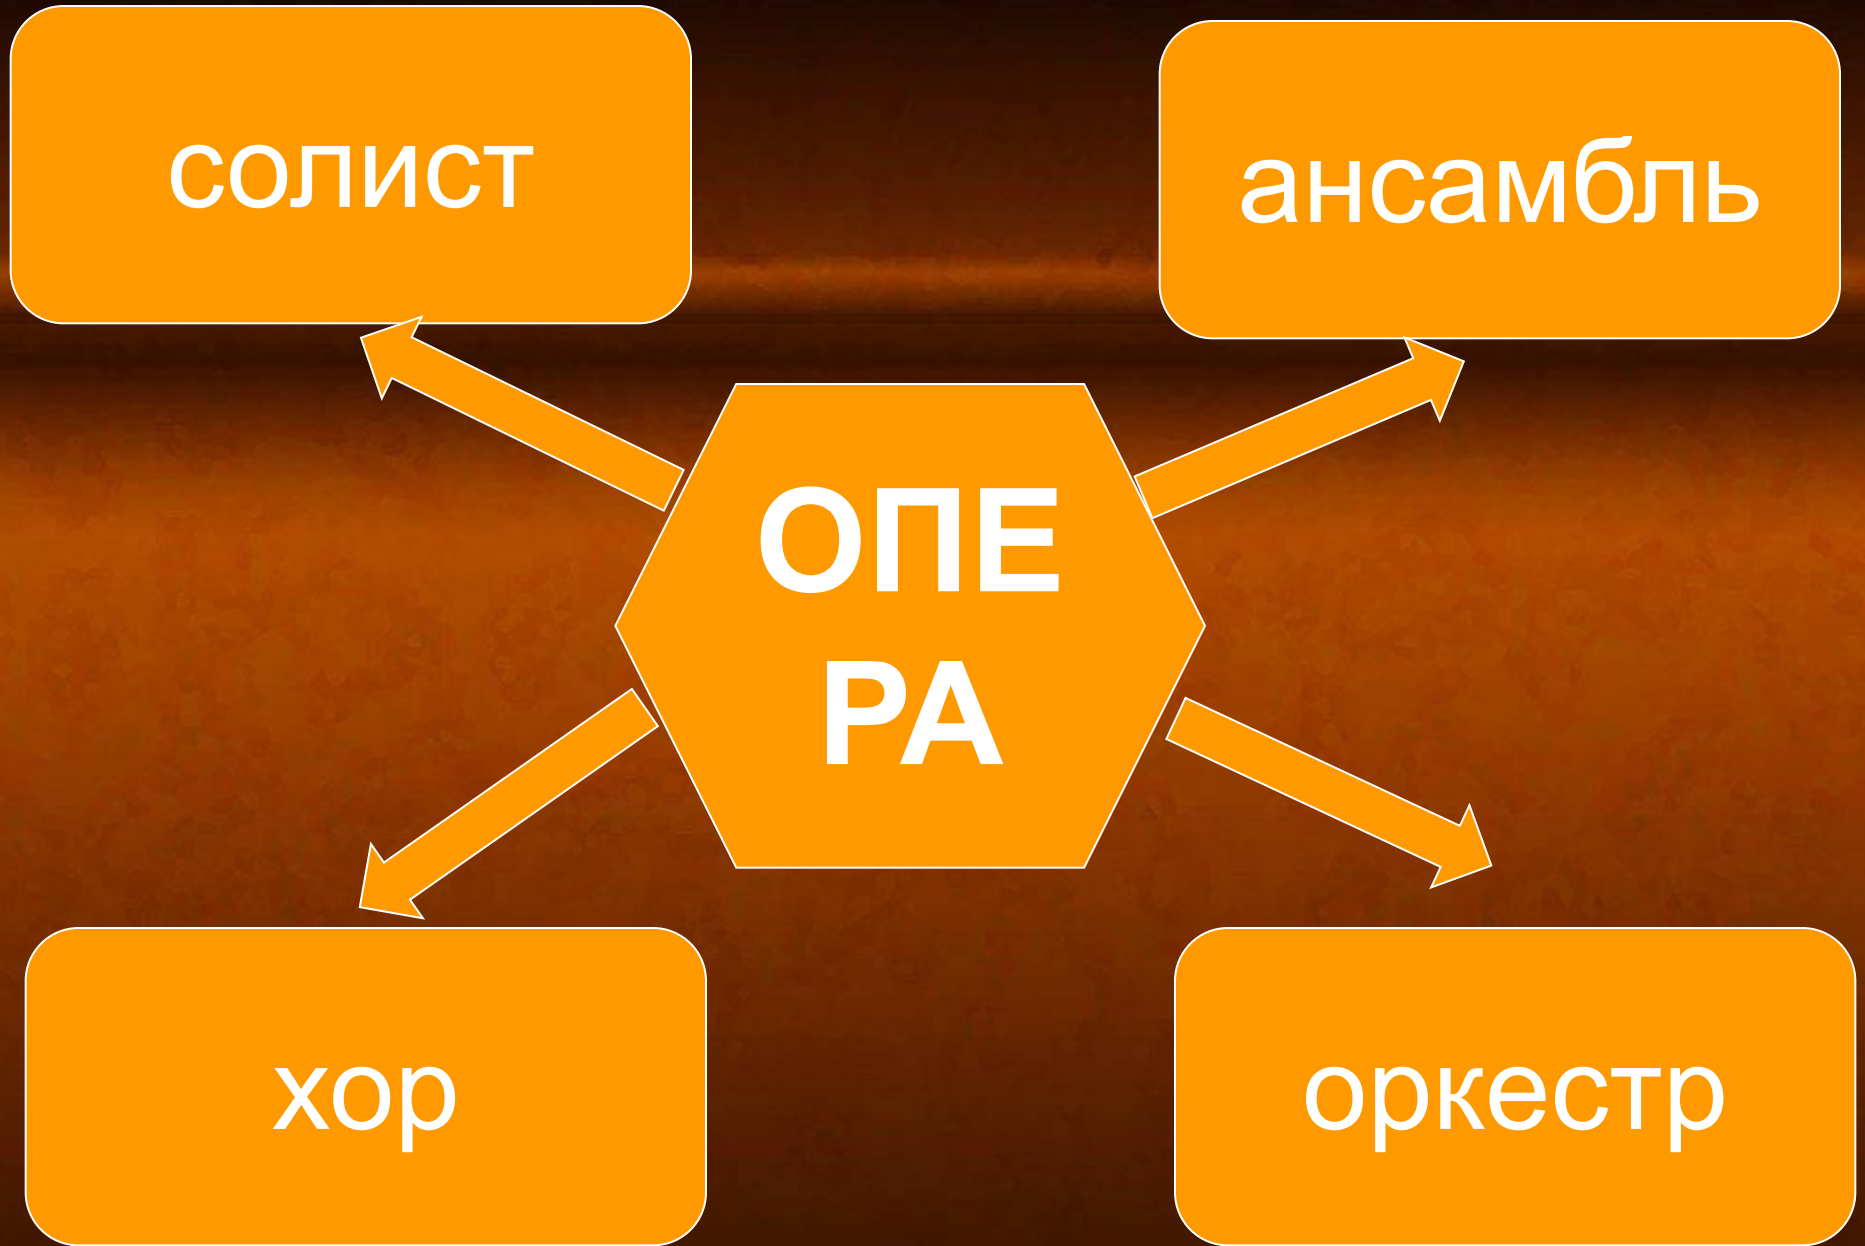 солист
ансамбль
ОПЕ
РА
хор
оркестр